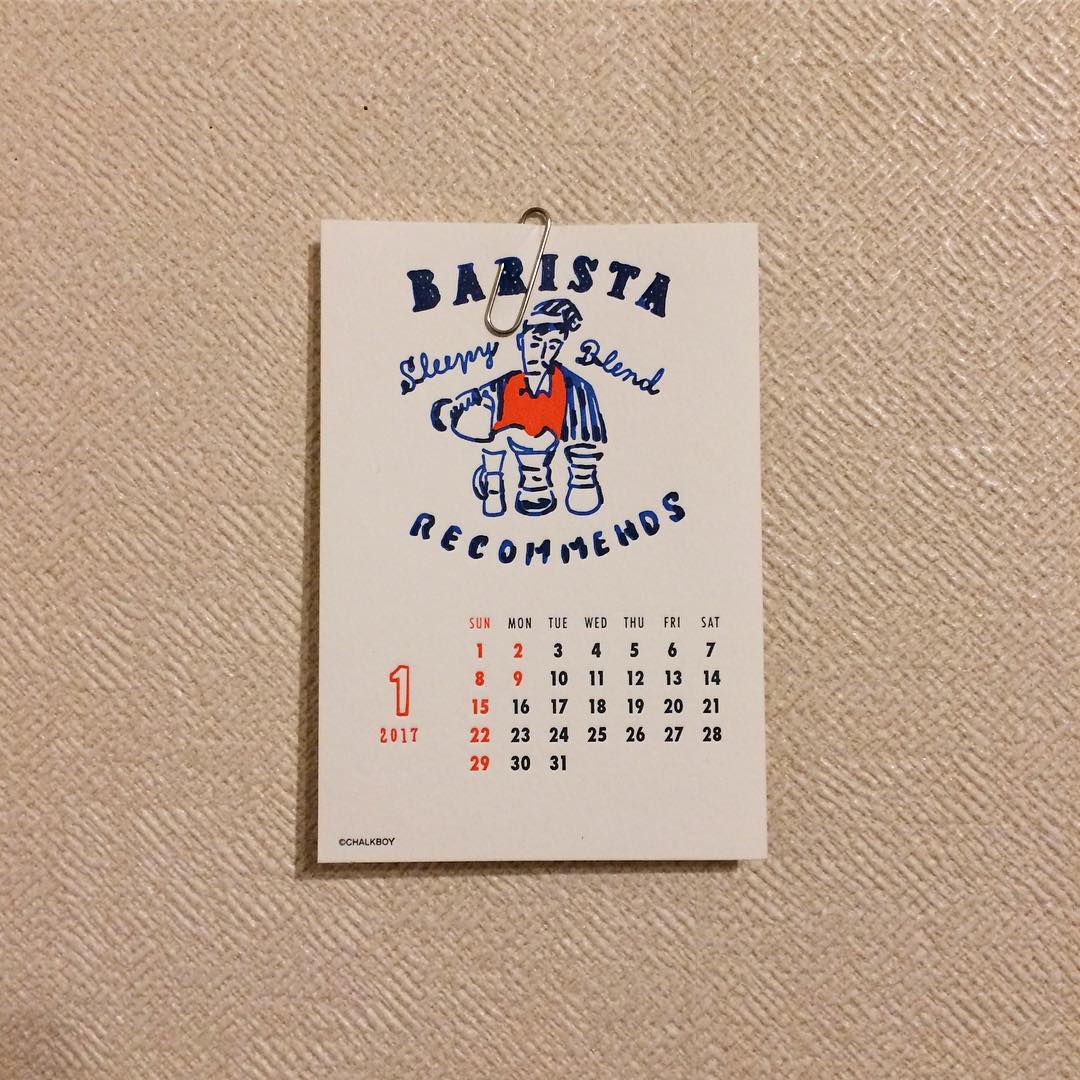 BARISTA
Sleepy Blend
RECOMMENDS
SUN MON TUE WED THU FRI SAT
1 2 3 4 5 6 7
8 9 10 11 12 13 14
15 16 17 18 19 20 21
22 23 24 25 26 27 28
29 30 31
1
2017
©CHALKBOY